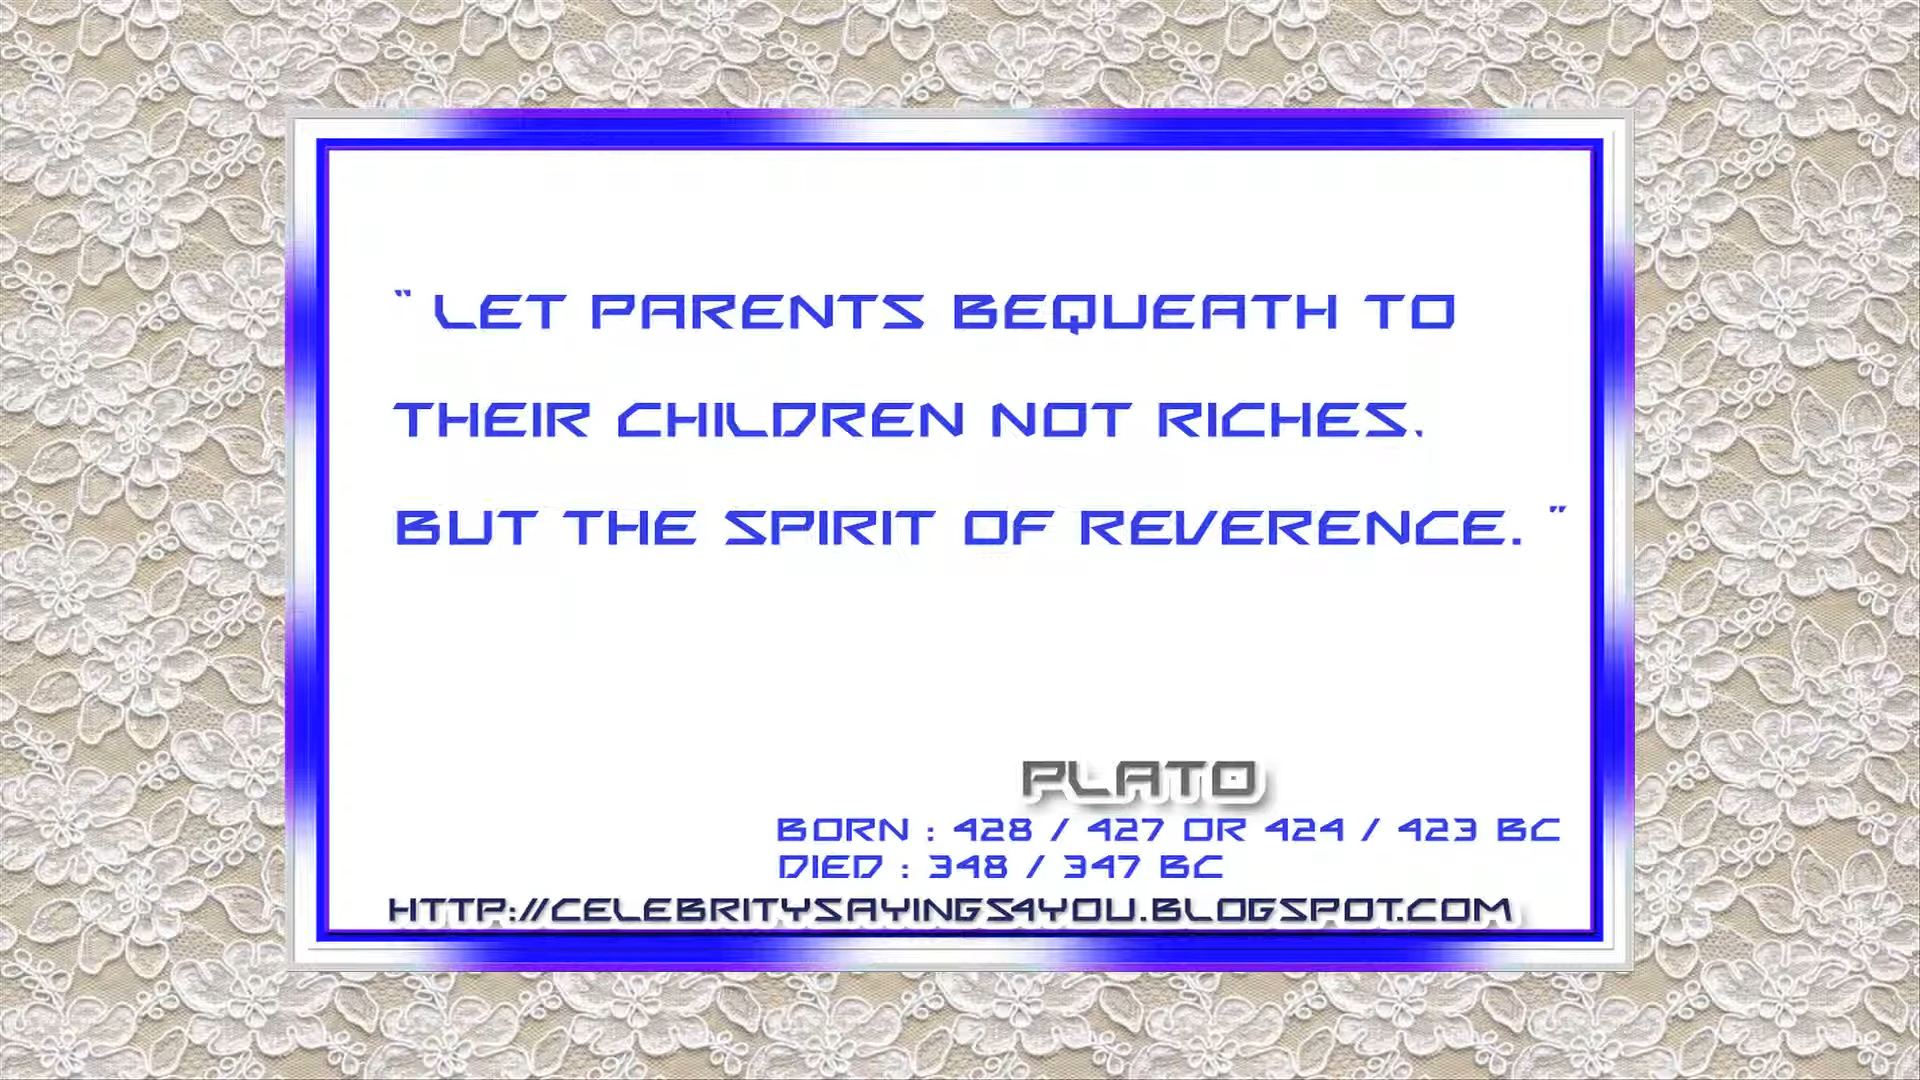 " LET PARENTS BEQUEATH TO
THEIR CHILDREN NOT RICHES,
BUT THE SPIRIT OF REVERENCE. "
PLATO
BORN : 428 / 427 OR 424 / 423 BC
DIED : 348 / 347 BC
HTTP://CELEBRITYSAYINGS4YOU.BLOGSPOT.COM